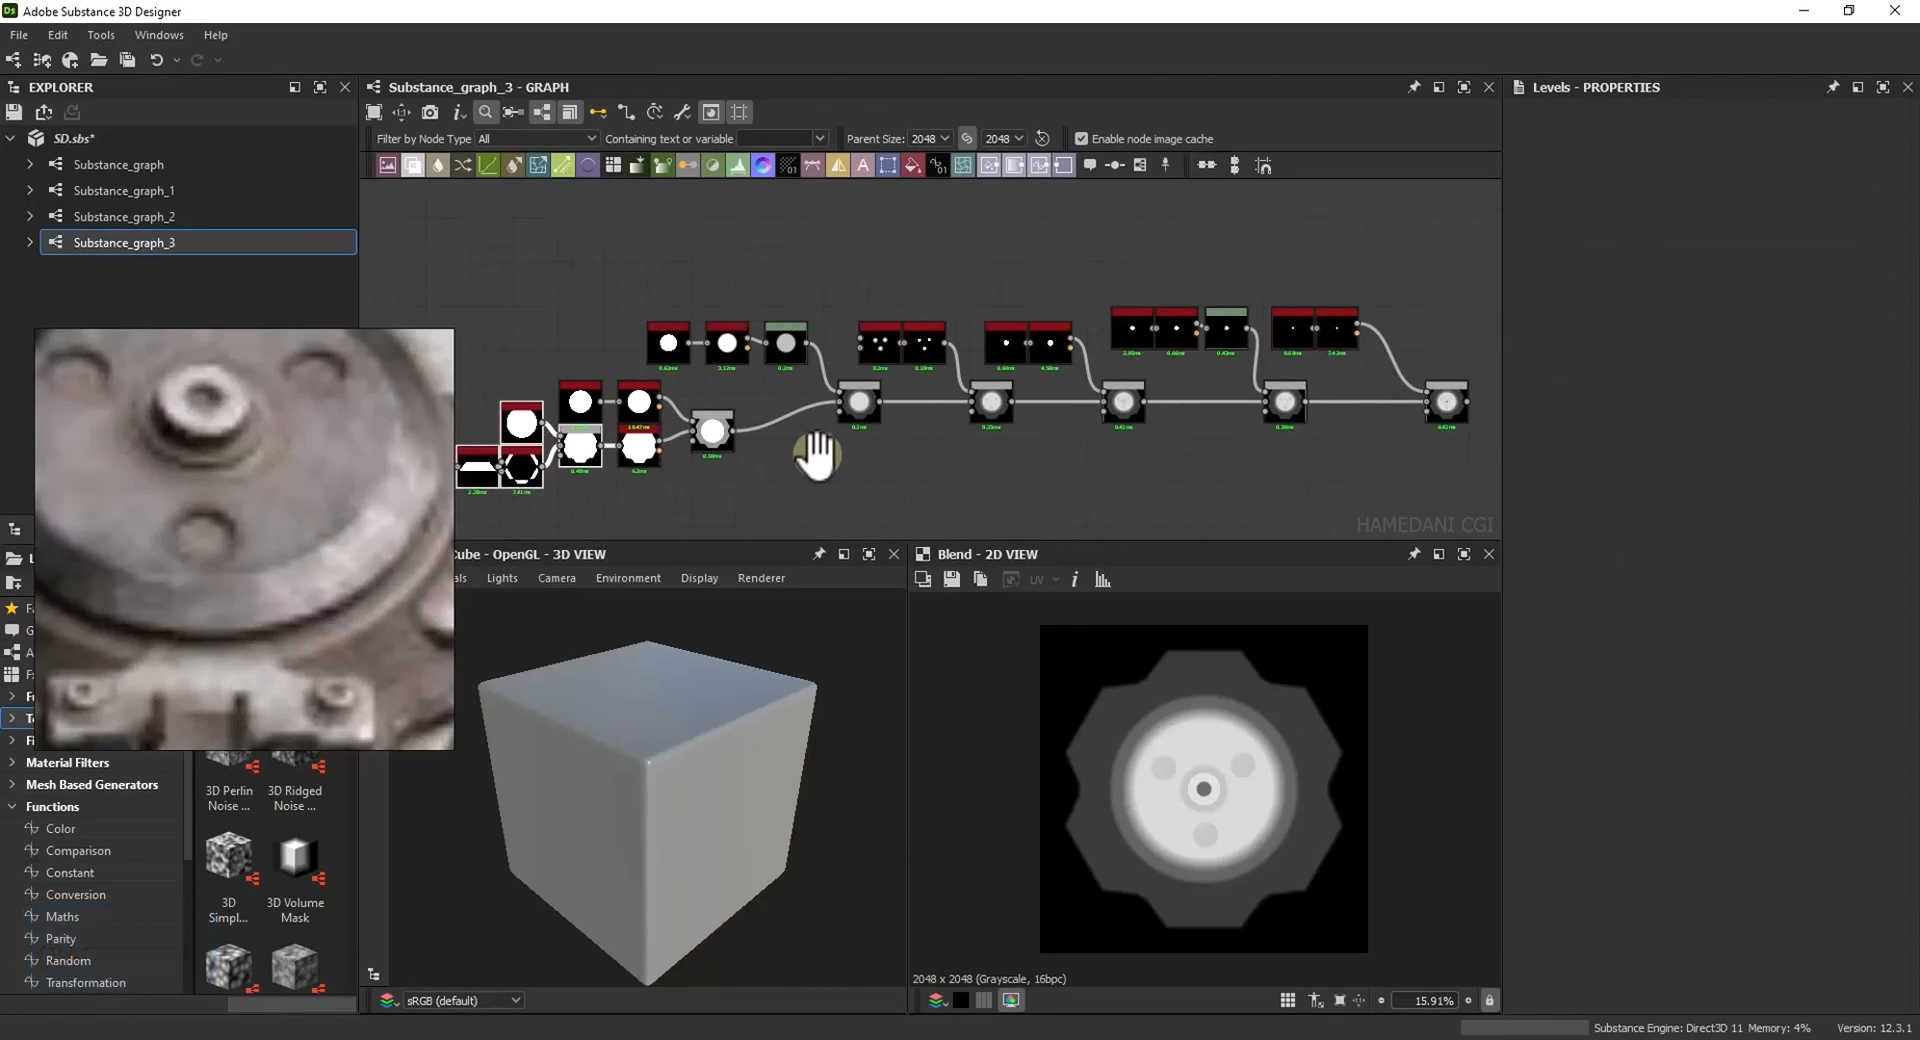 Adobe Substance 3D Designer
File Edit Tools Windows Help
EXPLORER
SD.sbs*
Substance_graph
Substance_graph_1
Substance_graph_2
Substance_graph_3
Substance_graph_3 - GRAPH
Filter by Node Type All Containing text or variable Parent Size: 2048 2048 Enable node image cache
HAMEDANI CGI
Levels - PROPERTIES
Cube - OpenGL - 3D VIEW
Lights Camera Environment Display Renderer
sRGB (default)
Blend - 2D VIEW
UV
2048 x 2048 (Grayscale, 16bpc)
15.91%
Material Filters
Mesh Based Generators
Functions
Color
Comparison
Constant
Conversion
Maths
Parity
Random
Transformation
3D Perlin Noise ...
3D Ridged Noise ...
3D Simpl...
3D Volume Mask
Substance Engine: Direct3D 11 Memory: 4% Version: 12.3.1